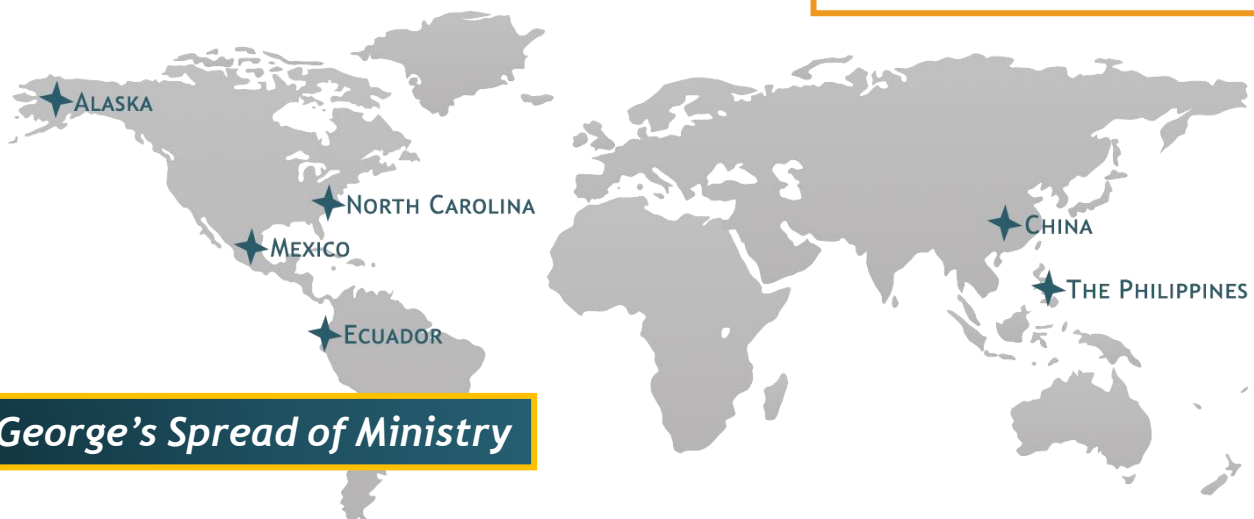 ALASKA
NORTH CAROLINA
MEXICO
ECUADOR
CHINA
THE PHILIPPINES
George's Spread of Ministry